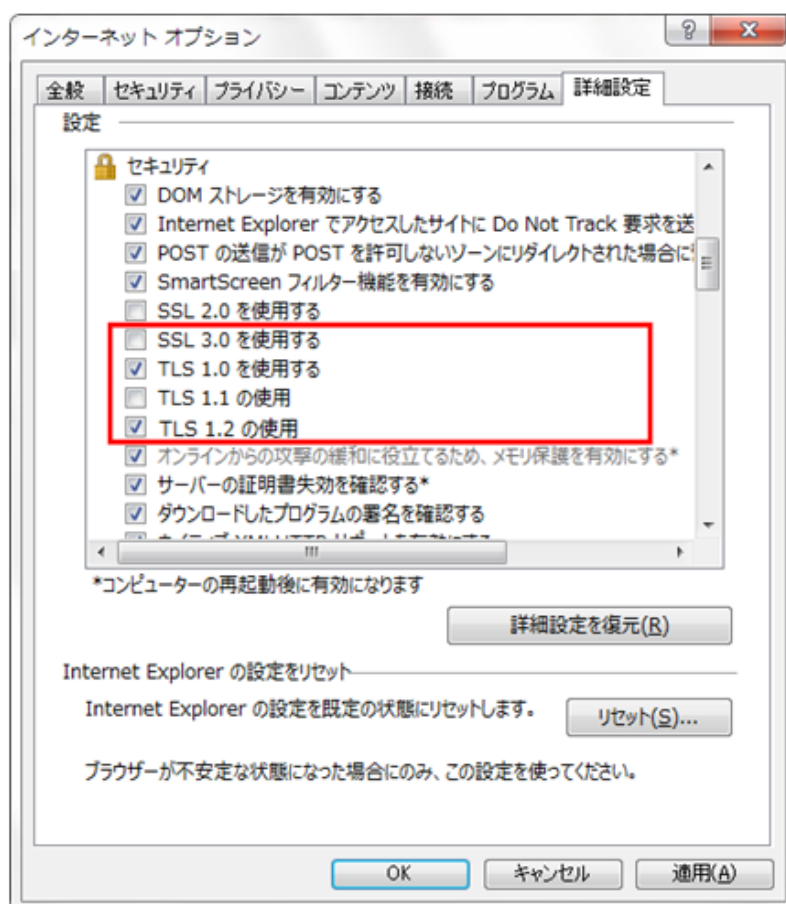 インターネット オプション
全般 セキュリティ プライバシー コンテンツ 接続 プログラム 詳細設定
設定
セキュリティ
DOM ストレージを有効にする
Internet Explorer でアクセスしたサイトに Do Not Track 要求を送
POST の送信が POST を許可しないゾーンにリダイレクトされた場合に
SmartScreen フィルター機能を有効にする
SSL 2.0 を使用する
SSL 3.0 を使用する
TLS 1.0 を使用する
TLS 1.1 の使用
TLS 1.2 の使用
オンラインからの攻撃の緩和に役立てるため、メモリ保護を有効にする*
サーバーの証明書失効を確認する*
ダウンロードしたプログラムの署名を確認する
*コンピューターの再起動後に有効になります
詳細設定を復元(R)
Internet Explorer の設定をリセット
Internet Explorer の設定を既定の状態にリセットします。
リセット(S)...
ブラウザーが不安定な状態になった場合にのみ、この設定を使ってください。
OK キャンセル 適用(A)